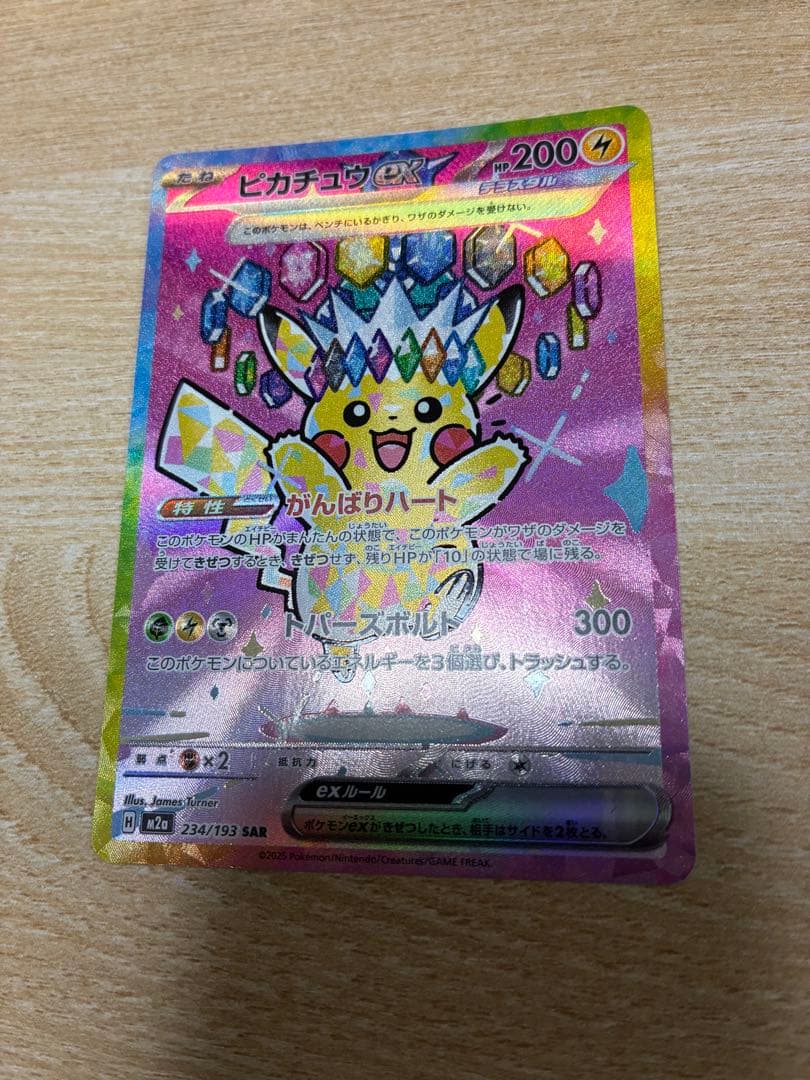 たね ピカチュウex HP200
テラスタル
このポケモンは、ベンチにいるかぎり、ワザのダメージを受けない。
特性 がんばりハート
このポケモンのHPがまんたんの状態で、このポケモンがワザのダメージを
受けてきぜつするとき、きぜつせず、残りHPが「10」の状態で場に残る。
トパーズボルト 300
このポケモンについているエネルギーを3個選び、トラッシュする。
弱点 ×2 抵抗力 にげる
exルール
ポケモンexがきぜつしたとき、相手はサイドを2枚とる。
Illus. James Turner
H M2a 234/193 SAR
©2025 Pokémon/Nintendo/Creatures/GAME FREAK.